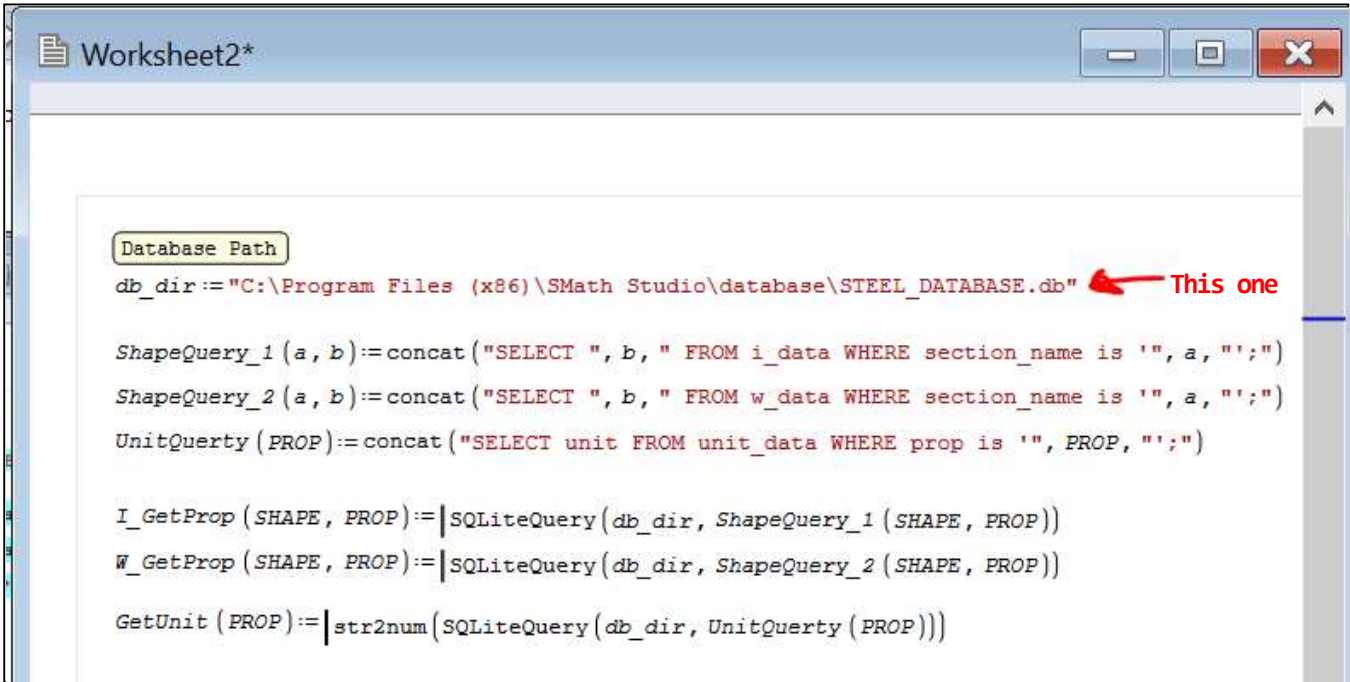 Worksheet2*
Database Path
db_dir:="C:\Program Files (x86)\SMath Studio\database\STEEL_DATABASE.db" This one
ShapeQuery_1(a, b):=concat("SELECT ", b, " FROM i_data WHERE section_name is '", a, "';")
ShapeQuery_2(a, b):=concat("SELECT ", b, " FROM w_data WHERE section_name is '", a, "';")
UnitQuerty(PROP):=concat("SELECT unit FROM unit_data WHERE prop is '", PROP, "';")
I_GetProp(SHAPE, PROP):=|SQLiteQuery(db_dir, ShapeQuery_1(SHAPE, PROP))
W_GetProp(SHAPE, PROP):=|SQLiteQuery(db_dir, ShapeQuery_2(SHAPE, PROP))
GetUnit(PROP):=|str2num(SQLiteQuery(db_dir, UnitQuerty(PROP)))